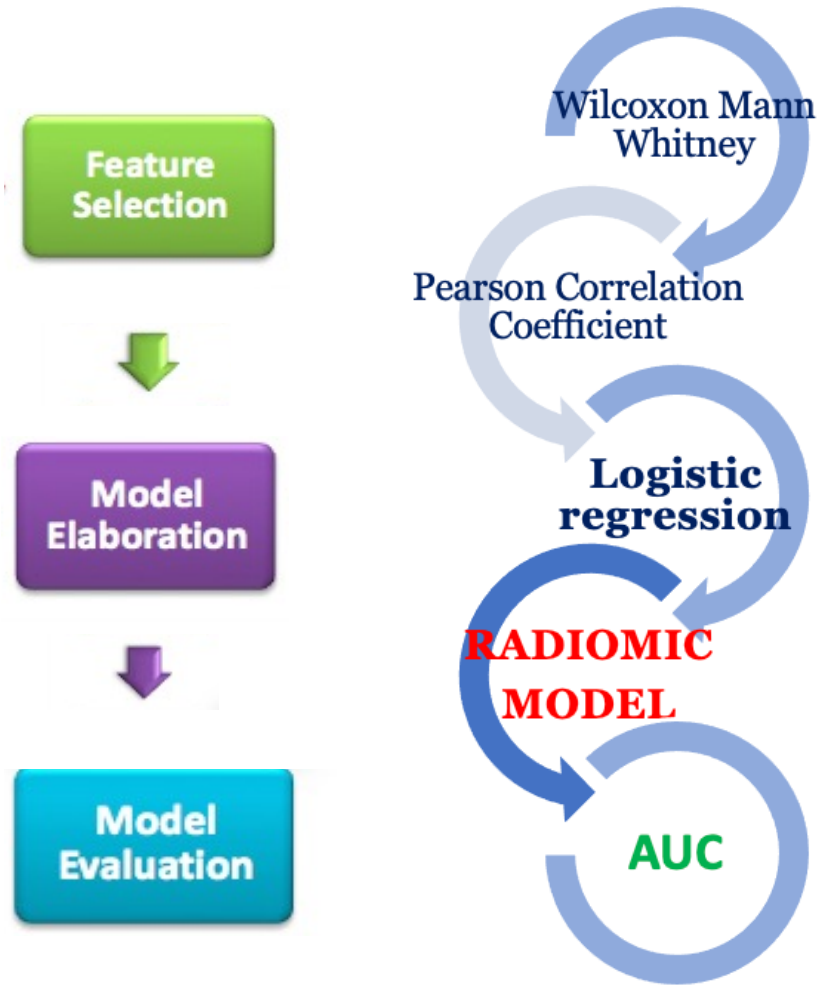 Feature
Selection
Model
Elaboration
Model
Evaluation
Wilcoxon Mann
Whitney
Pearson Correlation
Coefficient
Logistic
regression
RADIOMIC
MODEL
AUC